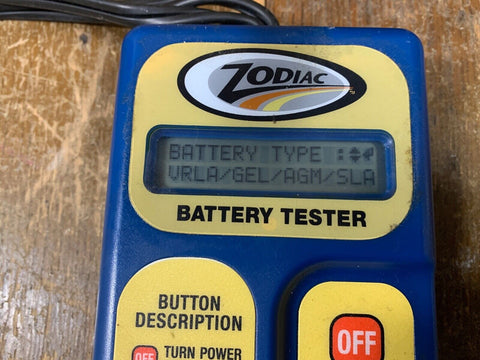 ZODIAC
BATTERY TYPE :
VRLA/GEL/AGM/SLA
BATTERY TESTER
BUTTON
DESCRIPTION
OFF TURN POWER
OFF